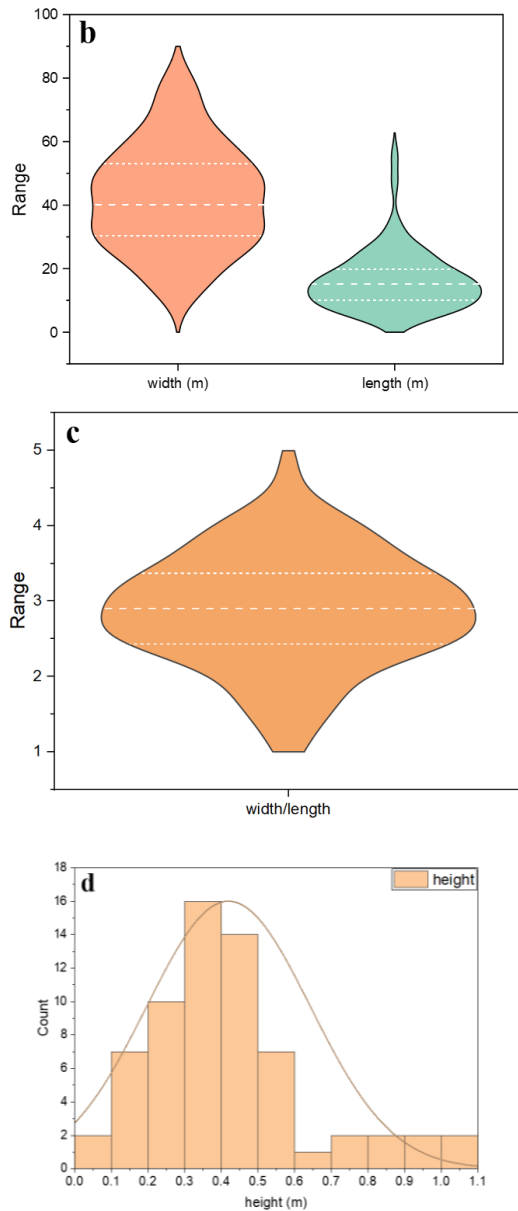 b
100
80
60
40
20
0
Range
width (m) length (m)
c
5
4
3
2
1
Range
width/length
d
height
18
16
14
12
10
8
6
4
2
0
Count
0.0 0.1 0.2 0.3 0.4 0.5 0.6 0.7 0.8 0.9 1.0 1.1
height (m)